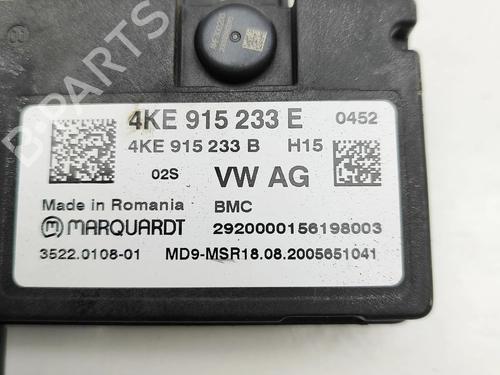 4KE 915 233 E 0452
4KE 915 233 B H15
02S VW AG
Made in Romania BMC
MARQUARDT 2920000156198003
3522.0108-01 MD9-MSR18.08.2005651041
B-PARTS